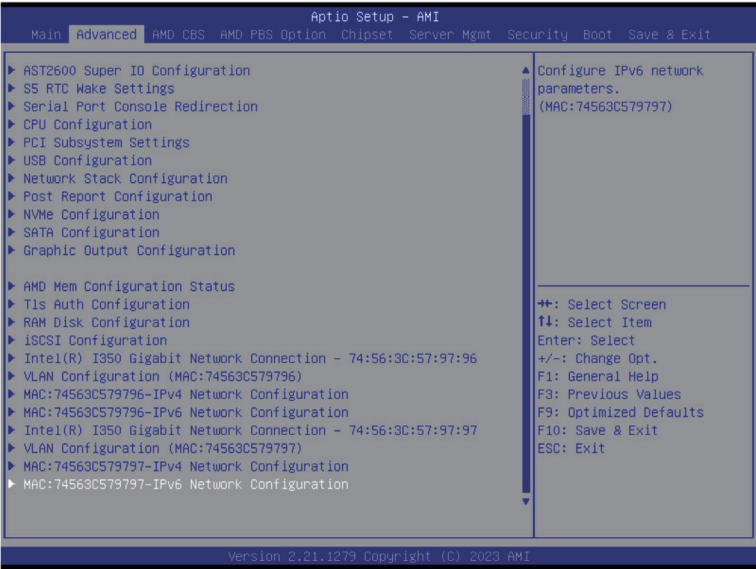 Aptio Setup – AMI
Main Advanced AMD CBS AMD PBS Option Chipset Server Mgmt Security Boot Save & Exit
AST2600 Super IO Configuration
S5 RTC Wake Settings
Serial Port Console Redirection
CPU Configuration
PCI Subsystem Settings
USB Configuration
Network Stack Configuration
Post Report Configuration
NVMe Configuration
SATA Configuration
Graphic Output Configuration
AMD Mem Configuration Status
Tls Auth Configuration
RAM Disk Configuration
iSCSI Configuration
Intel(R) I350 Gigabit Network Connection – 74:56:3C:57:97:96
VLAN Configuration (MAC:74563C579796)
MAC:74563C579796-IPv4 Network Configuration
MAC:74563C579796-IPv6 Network Configuration
Intel(R) I350 Gigabit Network Connection – 74:56:3C:57:97:97
VLAN Configuration (MAC:74563C579797)
MAC:74563C579797-IPv4 Network Configuration
MAC:74563C579797-IPv6 Network Configuration
Configure IPv6 network
parameters.
(MAC:74563C579797)
→←: Select Screen
↑↓: Select Item
Enter: Select
+/-: Change Opt.
F1: General Help
F3: Previous Values
F9: Optimized Defaults
F10: Save & Exit
ESC: Exit
Version 2.21.1279 Copyright (C) 2023 AMI